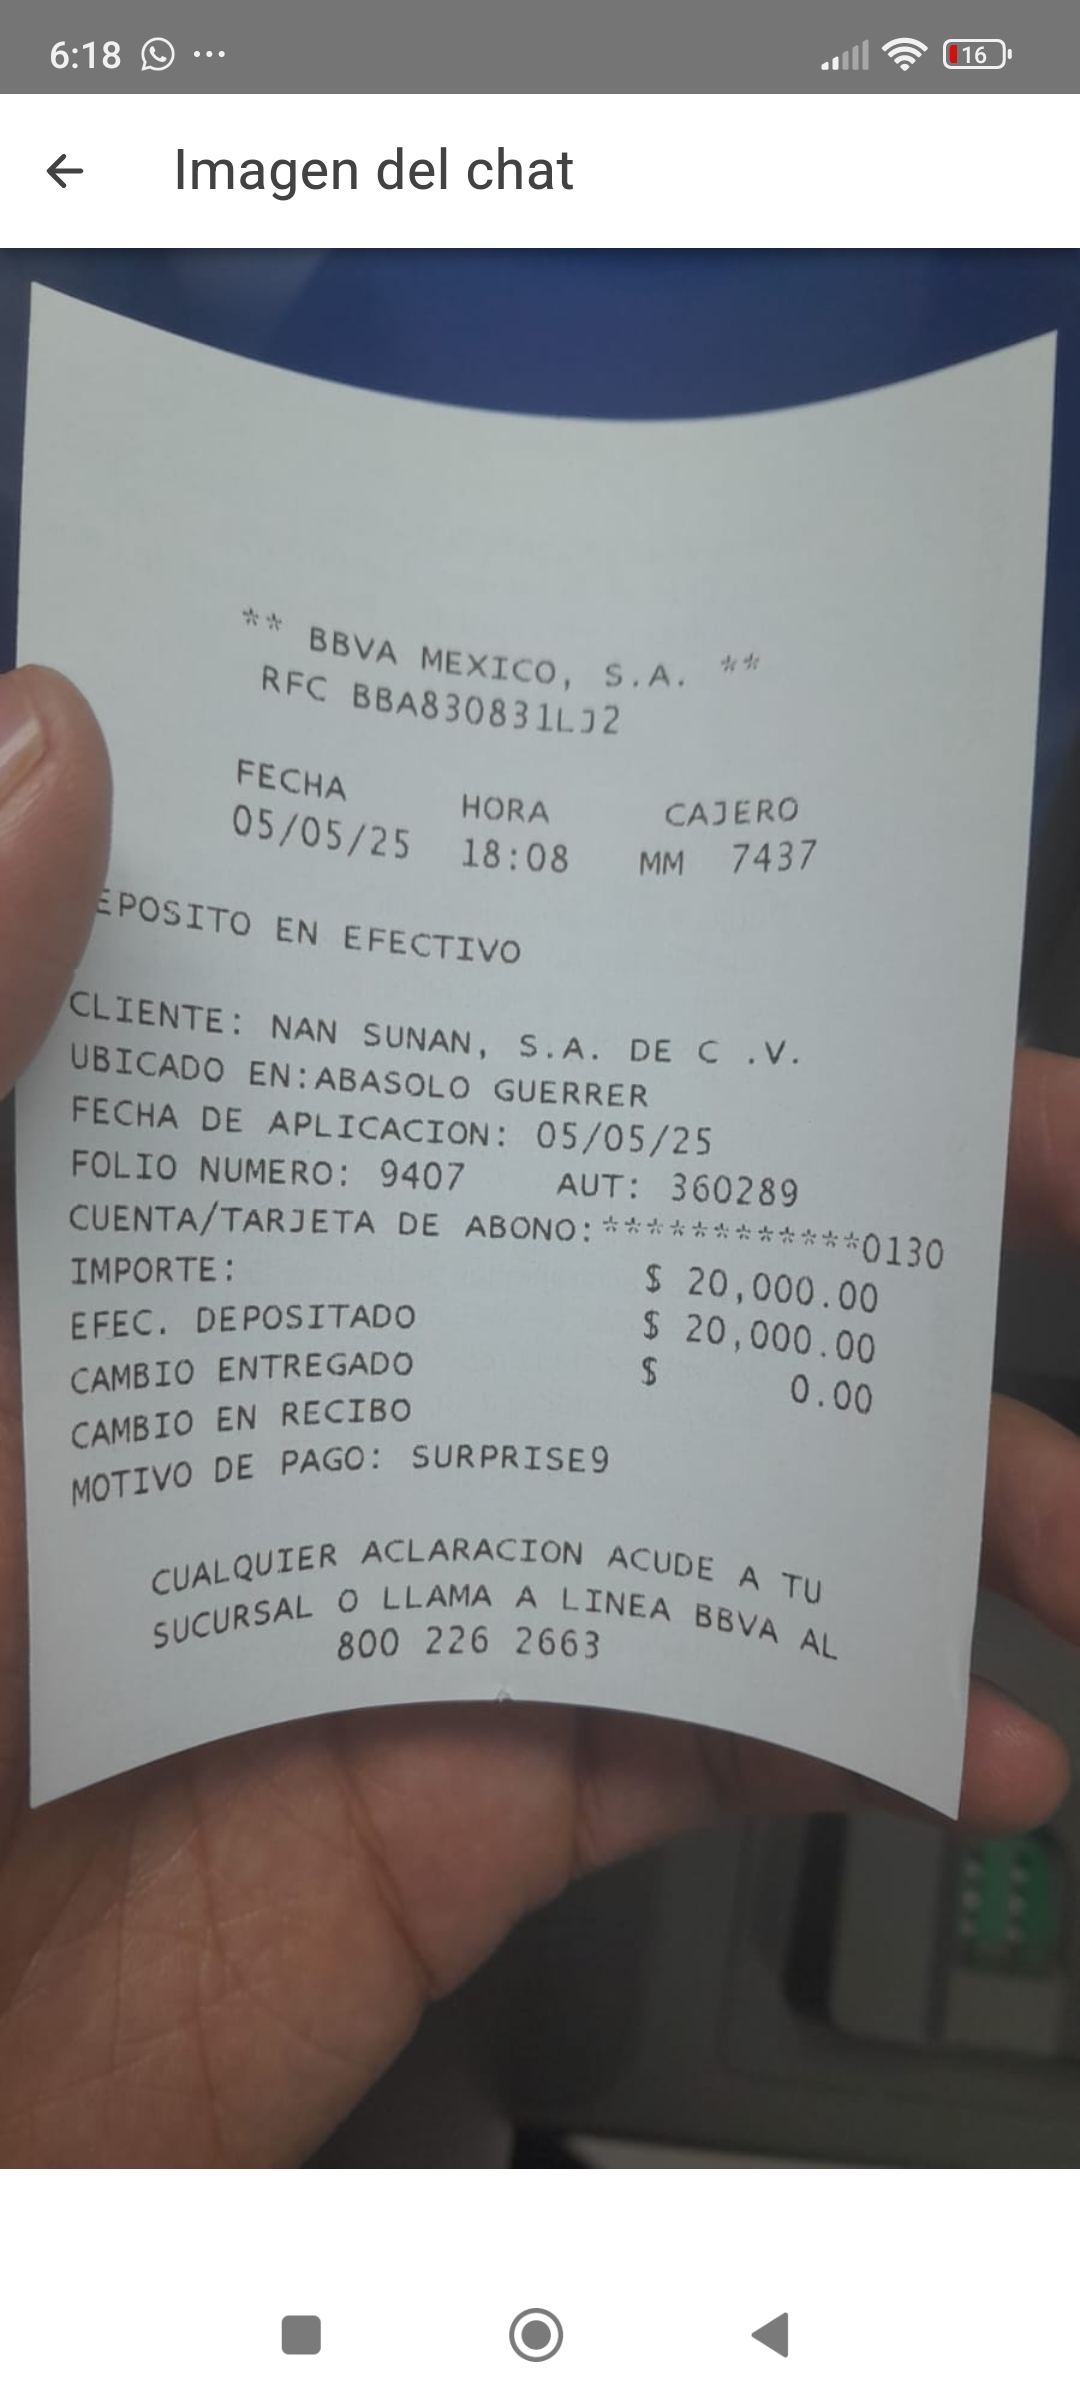 6:18
16
Imagen del chat
** BBVA MEXICO, S.A. **
RFC BBA830831LJ2
FECHA HORA CAJERO
05/05/25 18:08 MM 7437
EPOSITO EN EFECTIVO
CLIENTE: NAN SUNAN, S.A. DE C .V.
UBICADO EN:ABASOLO GUERRER
FECHA DE APLICACION: 05/05/25
FOLIO NUMERO: 9407 AUT: 360289
CUENTA/TARJETA DE ABONO:************0130
IMPORTE: $ 20,000.00
EFEC. DEPOSITADO $ 20,000.00
CAMBIO ENTREGADO $ 0.00
CAMBIO EN RECIBO
MOTIVO DE PAGO: SURPRISE9
CUALQUIER ACLARACION ACUDE A TU
SUCURSAL O LLAMA A LINEA BBVA AL
800 226 2663